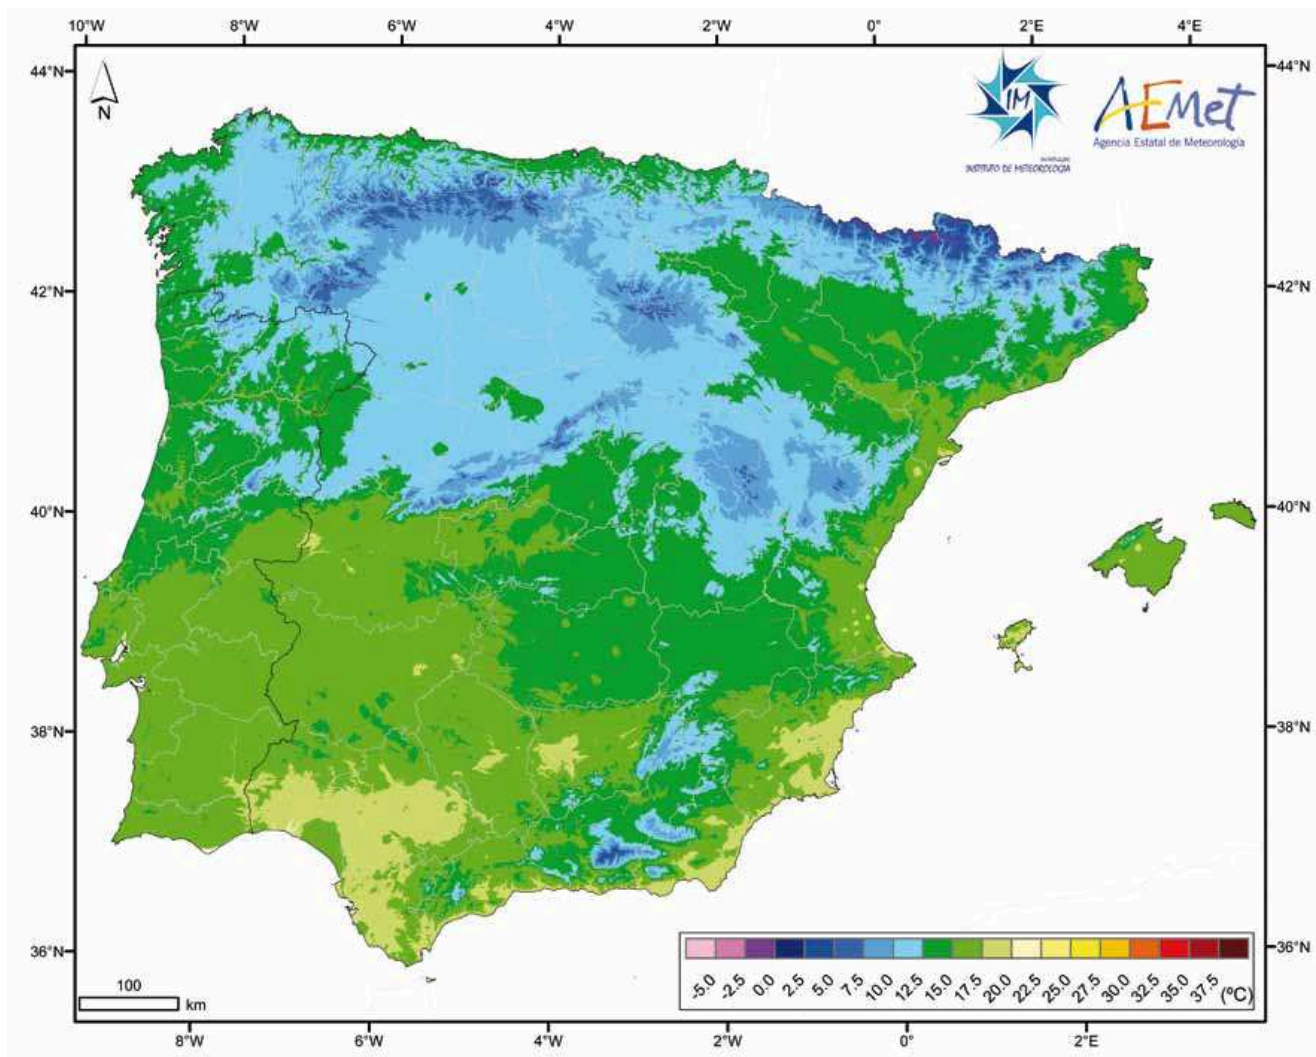 10°W 8°W 6°W 4°W 2°W 0° 2°E 4°E
44°N 44°N
N
IM
AEMet
Agencia Estatal de Meteorología
INSTITUTO DE METEOROLOGIA
42°N 42°N
40°N 40°N
38°N 38°N
36°N 36°N
-5.0 -2.5 0.0 2.5 5.0 7.5 10.0 12.5 15.0 17.5 20.0 22.5 25.0 27.5 30.0 32.5 35.0 37.5 (ºC)
100
km
8°W 6°W 4°W 2°W 0° 2°E